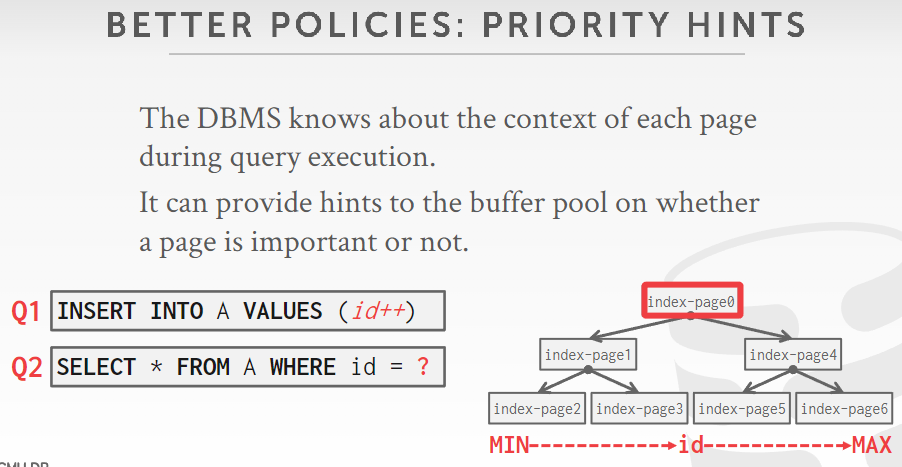 BETTER POLICIES: PRIORITY HINTS
The DBMS knows about the context of each page
during query execution.
It can provide hints to the buffer pool on whether
a page is important or not.
Q1 INSERT INTO A VALUES (id++)
Q2 SELECT * FROM A WHERE id = ?
index-page0
index-page1 index-page4
index-page2 index-page3 index-page5 index-page6
MIN id MAX